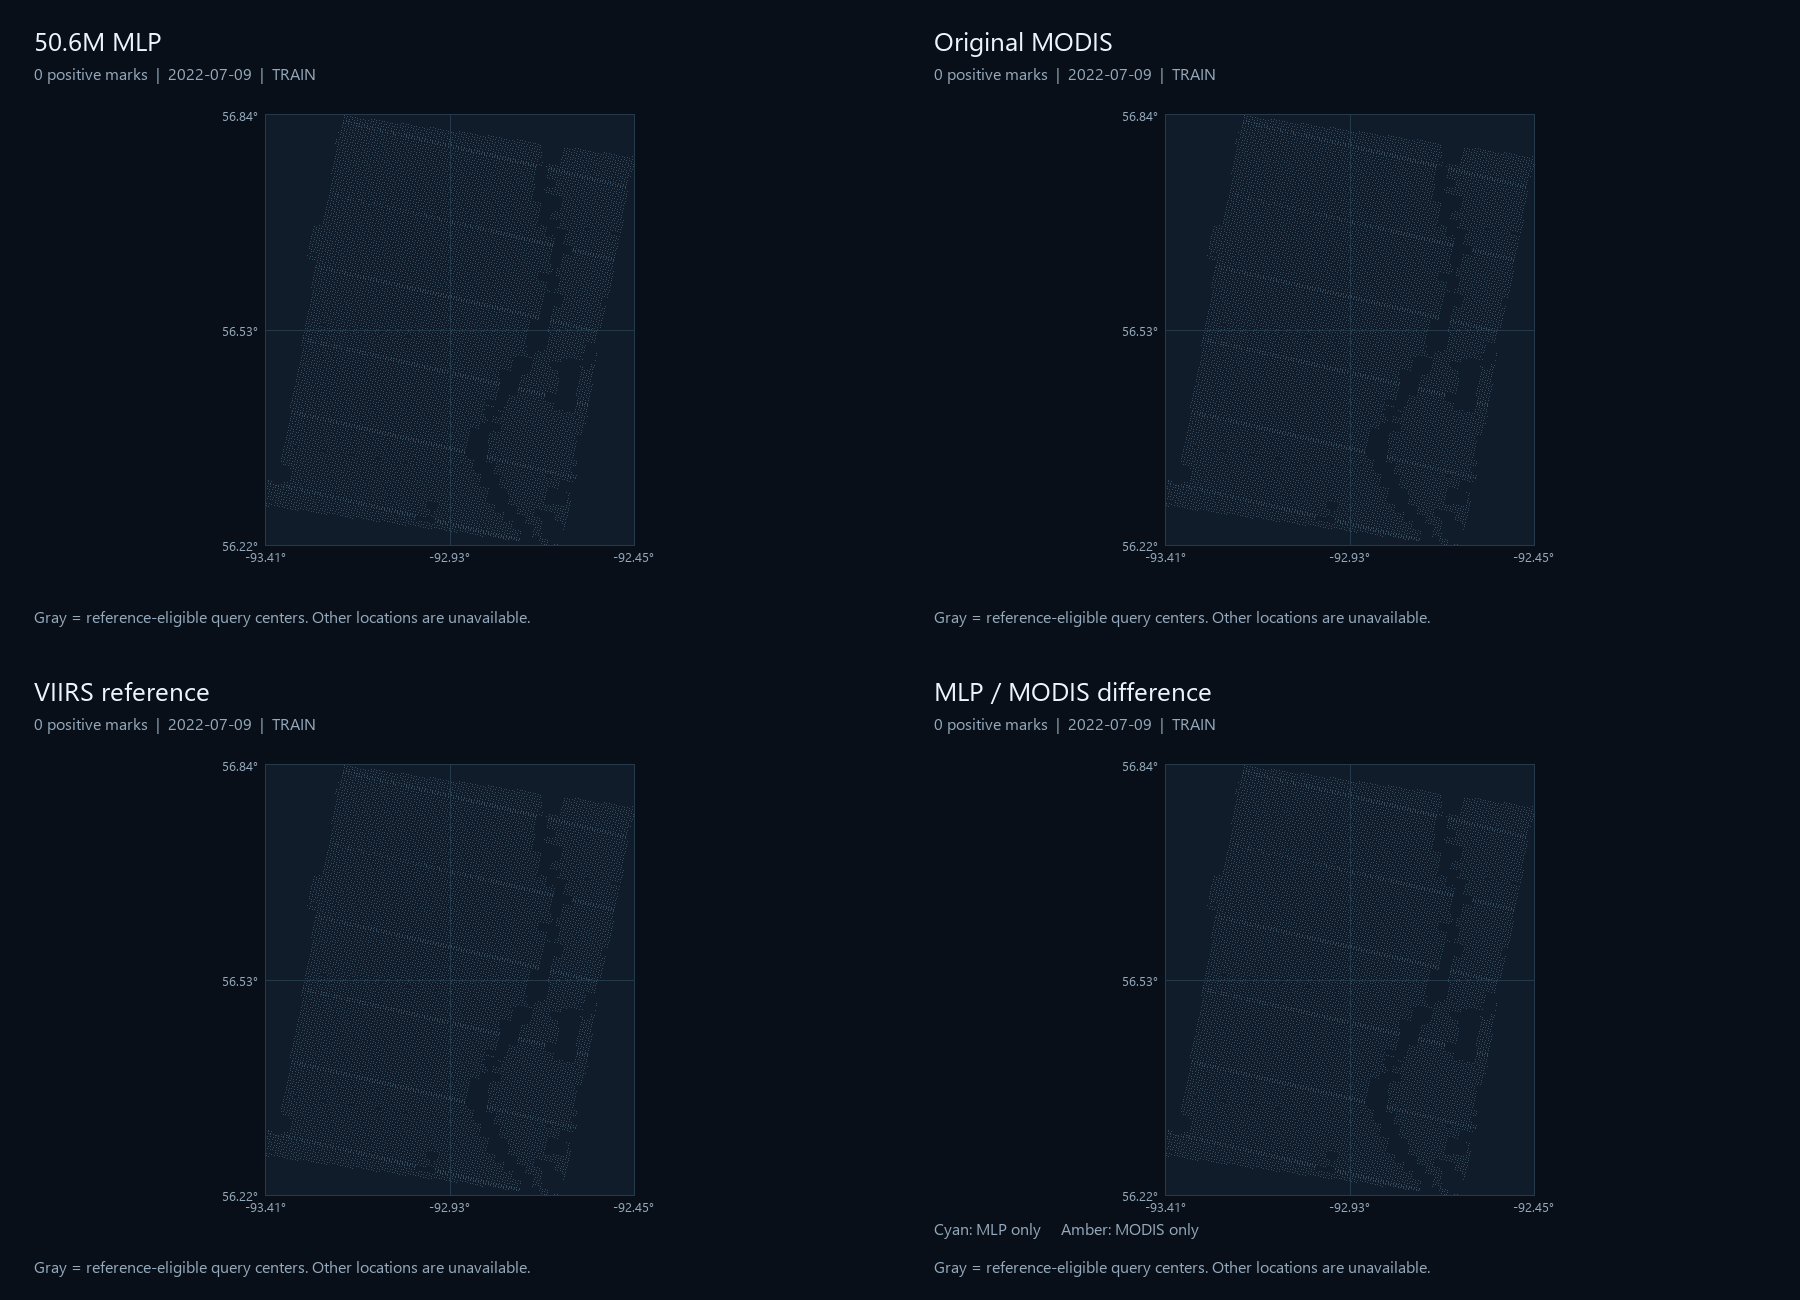 50.6M MLP
0 positive marks | 2022-07-09 | TRAIN
56.84°
56.53°
56.22°
-93.41°
-92.93°
-92.45°
Gray = reference-eligible query centers. Other locations are unavailable.
Original MODIS
0 positive marks | 2022-07-09 | TRAIN
56.84°
56.53°
56.22°
-93.41°
-92.93°
-92.45°
Gray = reference-eligible query centers. Other locations are unavailable.
VIIRS reference
0 positive marks | 2022-07-09 | TRAIN
56.84°
56.53°
56.22°
-93.41°
-92.93°
-92.45°
Gray = reference-eligible query centers. Other locations are unavailable.
MLP / MODIS difference
0 positive marks | 2022-07-09 | TRAIN
56.84°
56.53°
56.22°
-93.41°
-92.93°
-92.45°
Cyan: MLP only Amber: MODIS only
Gray = reference-eligible query centers. Other locations are unavailable.